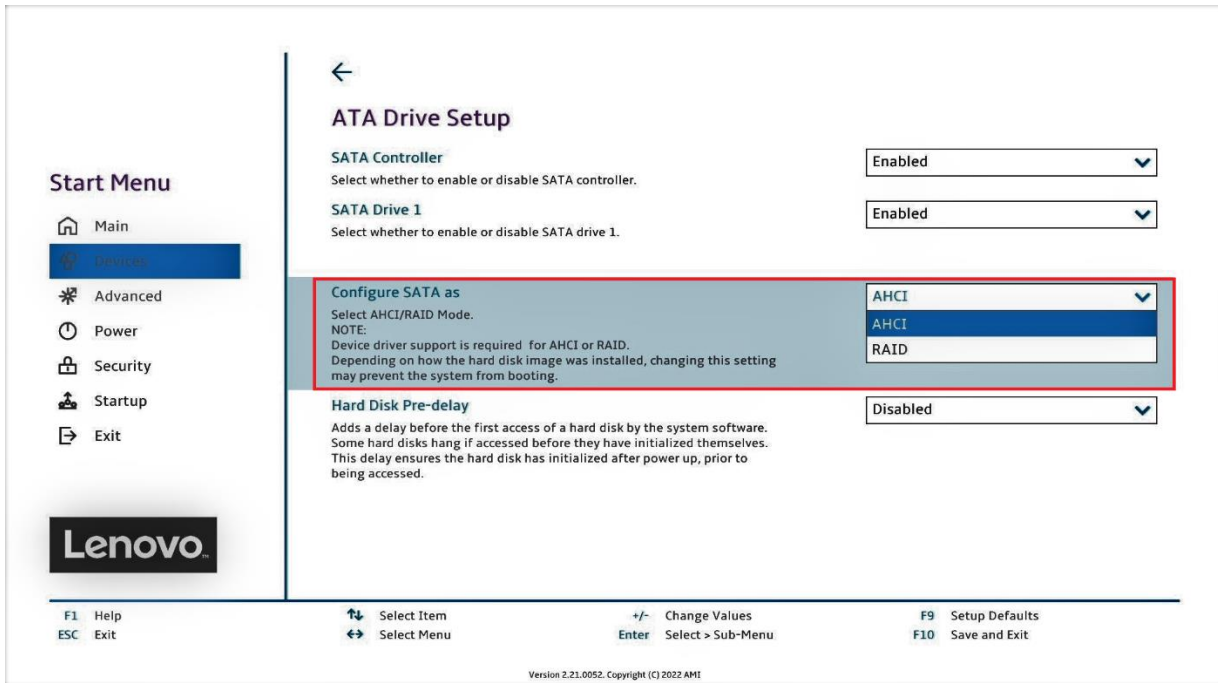 ATA Drive Setup
SATA Controller
Select whether to enable or disable SATA controller.
Enabled
SATA Drive 1
Select whether to enable or disable SATA drive 1.
Enabled
Configure SATA as
Select AHCI/RAID Mode.
NOTE:
Device driver support is required for AHCI or RAID.
Depending on how the hard disk image was installed, changing this setting
may prevent the system from booting.
AHCI
AHCI
RAID
Hard Disk Pre-delay
Adds a delay before the first access of a hard disk by the system software.
Some hard disks hang if accessed before they have initialized themselves.
This delay ensures the hard disk has initialized after power up, prior to
being accessed.
Disabled
Start Menu
Main
Devices
Advanced
Power
Security
Startup
Exit
Lenovo™
F1 Help
ESC Exit
Select Item
Select Menu
+/- Change Values
Enter Select > Sub-Menu
F9 Setup Defaults
F10 Save and Exit
Version 2.21.0052. Copyright (C) 2022 AMI